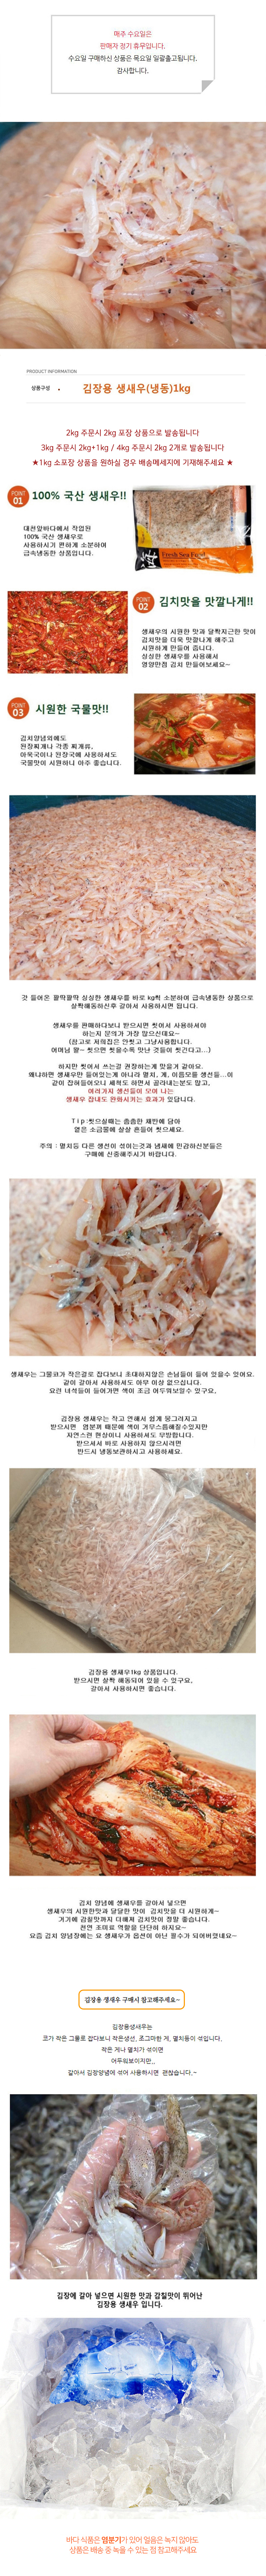 매주 수요일은
판매자 정기 휴무입니다.
수요일 구매하신 상품은 목요일 일괄출고됩니다.
감사합니다.
PRODUCT INFORMATION
상품구성 • 김장용 생새우(냉동)1kg
2kg 주문시 2kg 포장 상품으로 발송됩니다
3kg 주문시 2kg+1kg / 4kg 주문시 2kg 2개로 발송됩니다
★1kg 소포장 상품을 원하실 경우 배송메세지에 기재해주세요 ★
POINT 01 100% 국산 생새우!!
대천앞바다에서 작업된
100% 국산 생새우로
사용하시기 편하게 소분하여
급속냉동한 상품입니다.
Fresh Sea Food
POINT 02 김치맛을 맛깔나게!!
생새우의 시원한 맛과 달짝지근한 맛이
김치맛을 더욱 맛깔나게 해주고
시원하게 만들어 줍니다.
싱싱한 생새우를 사용해서
영양만점 김치 만들어보세요~
POINT 03 시원한 국물맛!!
김치양념외에도
된장찌개나 각종 찌개류,
아욱국이나 된장국에 사용하셔도
국물맛이 시원하니 아주 좋습니다.
갓 들어온 팔딱팔딱 싱싱한 생새우를 바로 kg씩 소분하여 급속냉동한 상품으로
살짝해동하신후 갈아서 사용하시면 됩니다.
생새우를 판매하다보니 받으시면 씻어서 사용하셔야
하는지 문의가 가장 많으신데요~
(참고로 저희집은 안씻고 그냥사용합니다.
어머님 왈~ 씻으면 씻을수록 맛난 것들이 씻긴다고...)
하지만 씻어서 쓰는걸 권장하는게 맞을거 같아요.
왜냐하면 생새우만 들어있는게 아니라 멸치, 게, 이름모를 생선들...이
같이 잡혀들어오니 세척도 하면서 골라내는분도 많고,
여러가지 생선들이 모여 나는
생새우 잡내도 완화시키는 효과가 있답니다.
Tip:씻으실때는 촘촘한 채반에 담아
옅은 소금물에 살살 흔들어 씻으세요.
주의 : 멸치등 다른 생선이 섞이는것과 냄새에 민감하신분들은
구매에 신중해주시기 바랍니다.
생새우는 그물코가 작은걸로 잡다보니 초대하지않은 손님들이 들어 있을수 있어요.
같이 갈아서 사용하셔도 아무 이상 없으십니다.
요런 녀석들이 들어가면 색이 조금 어두워보일수 있구요,
김장용 생새우는 작고 연해서 쉽게 뭉그러지고
받으시면 염분끼 때문에 색이 거무스름해질수있지만
자연스런 현상이니 사용하셔도 무방합니다.
받으셔서 바로 사용하지 않으시려면
반드시 냉동보관하시고 사용하세요.
김장용 생새우1kg 상품입니다.
받으시면 살짝 해동되어 있을 수 있구요,
갈아서 사용하시면 좋습니다.
김치 양념에 생새우를 갈아서 넣으면
생새우의 시원한맛과 달달한 맛이 김치맛을 더 시원하게~
거기에 감칠맛까지 더해져 김치맛이 정말 좋습니다.
천연 조미료 역할을 단단히 하지요~
요즘 김치 양념장에는 요 생새우가 옵션이 아닌 필수가 되어버렸네요~
김장용 생새우 구매시 참고해주세요~
김장용생새우는
코가 작은 그물로 잡다보니 작은생선, 조그마한 게, 멸치등이 섞입니다.
작은 게나 멸치가 섞이면
어두워보이지만,,
갈아서 김장양념에 섞어 사용하시면 괜찮습니다.~
김장에 갈아 넣으면 시원한 맛과 감칠맛이 뛰어난
김장용 생새우 입니다.
바다 식품은 염분기가 있어 얼음은 녹지 않아도
상품은 배송 중 녹을 수 있는 점 참고해주세요